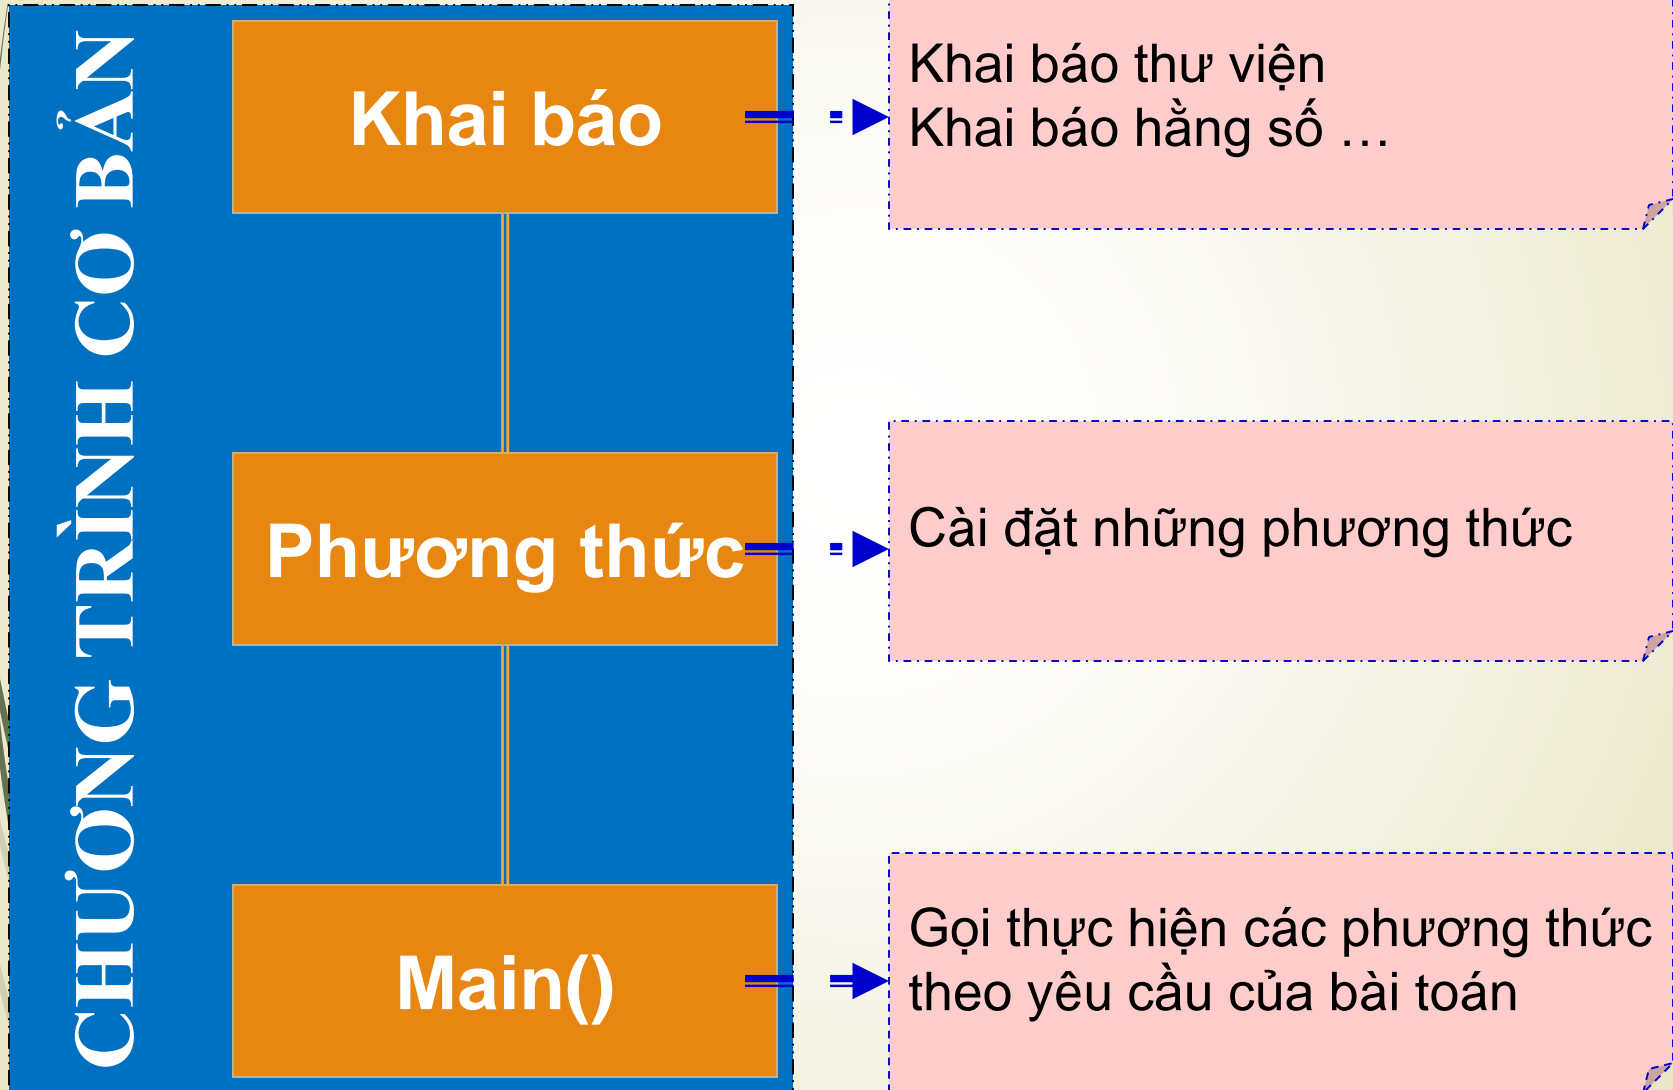 CHƯƠNG TRÌNH CƠ BẢN
Khai báo
Khai báo thư viện
Khai báo hằng số ...
Phương thức
Cài đặt những phương thức
Main()
Gọi thực hiện các phương thức
theo yêu cầu của bài toán